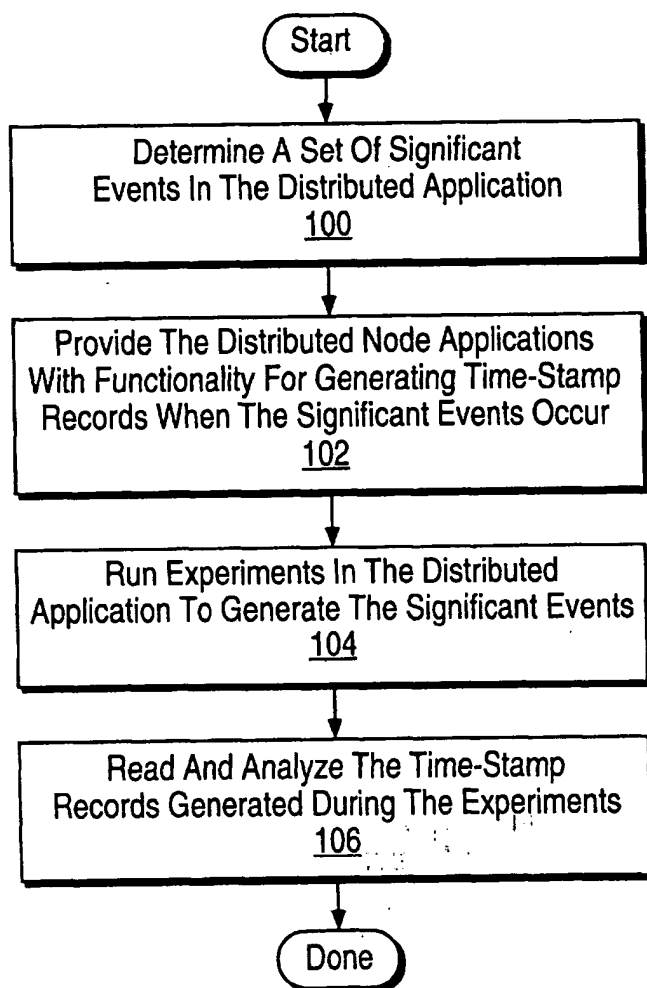 Start
Determine A Set Of Significant
Events In The Distributed Application
100
Provide The Distributed Node Applications
With Functionality For Generating Time-Stamp
Records When The Significant Events Occur
102
Run Experiments In The Distributed
Application To Generate The Significant Events
104
Read And Analyze The Time-Stamp
Records Generated During The Experiments
106
Done